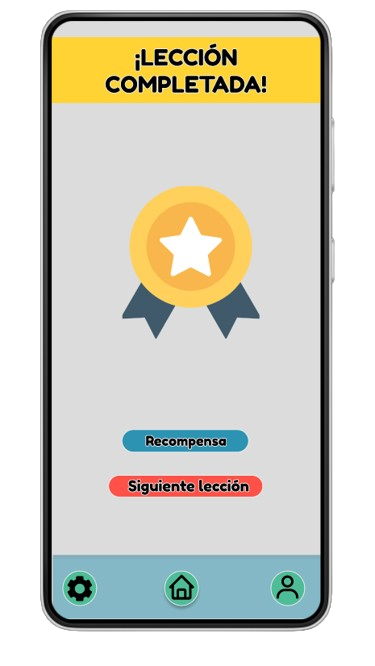 ¡LECCIÓN
COMPLETADA!
Recompensa
Siguiente lección